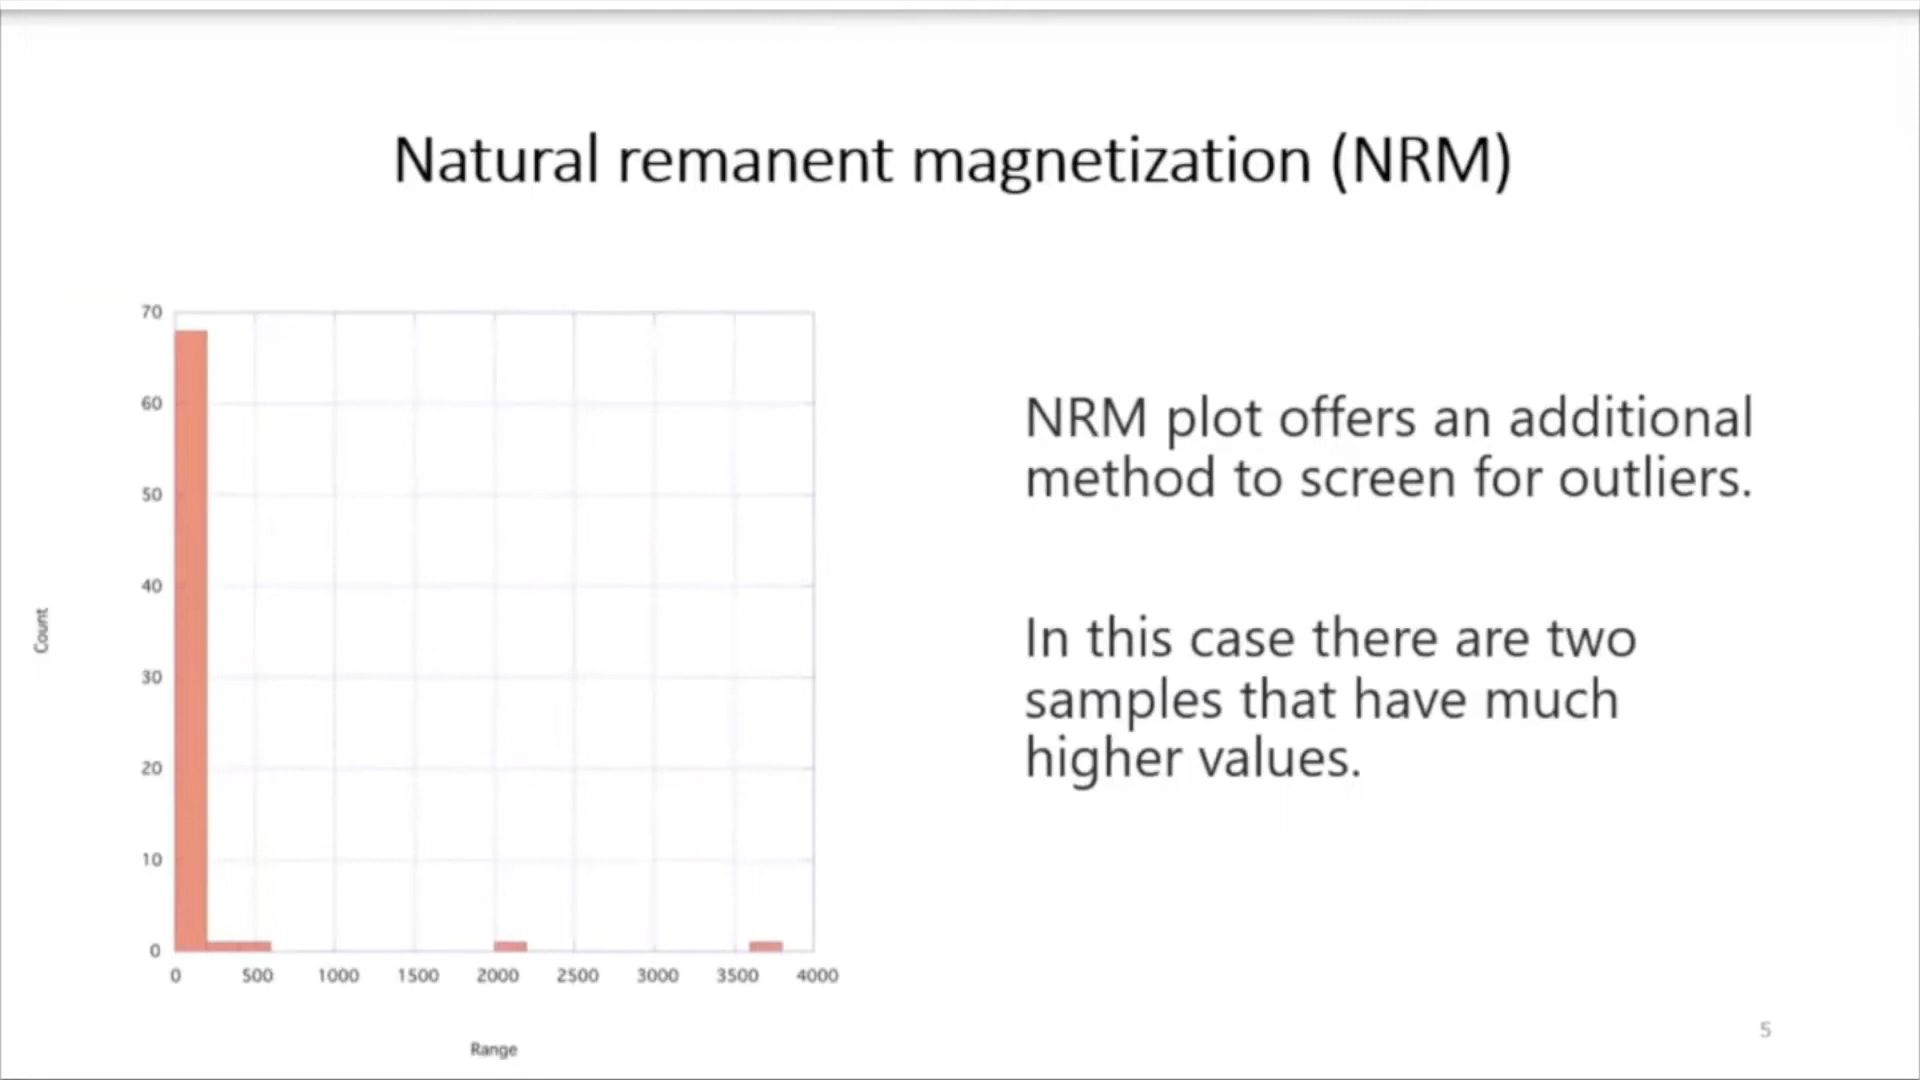 Natural remanent magnetization (NRM)
70
60
50
40
30
20
10
0
Count
0 500 1000 1500 2000 2500 3000 3500 4000
Range
NRM plot offers an additional
method to screen for outliers.
In this case there are two
samples that have much
higher values.
5